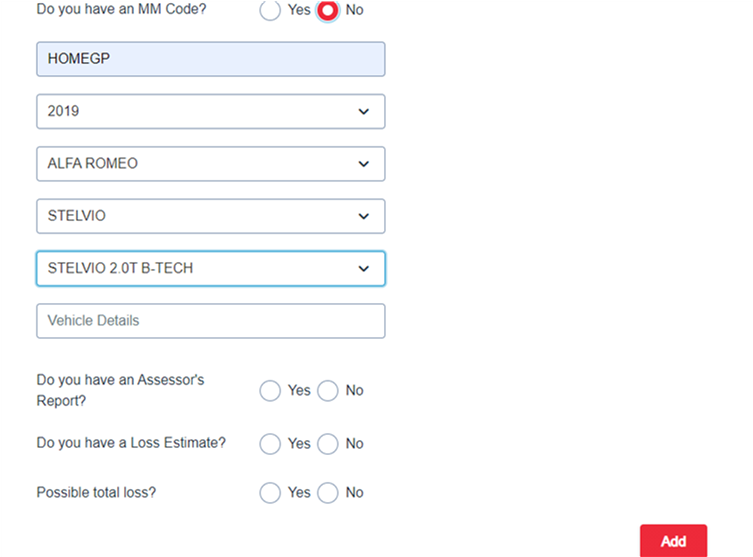 Do you have an MM Code? Yes No
HOMEGP
2019
ALFA ROMEO
STELVIO
STELVIO 2.0T B-TECH
Vehicle Details
Do you have an Assessor's
Report? Yes No
Do you have a Loss Estimate? Yes No
Possible total loss? Yes No
Add